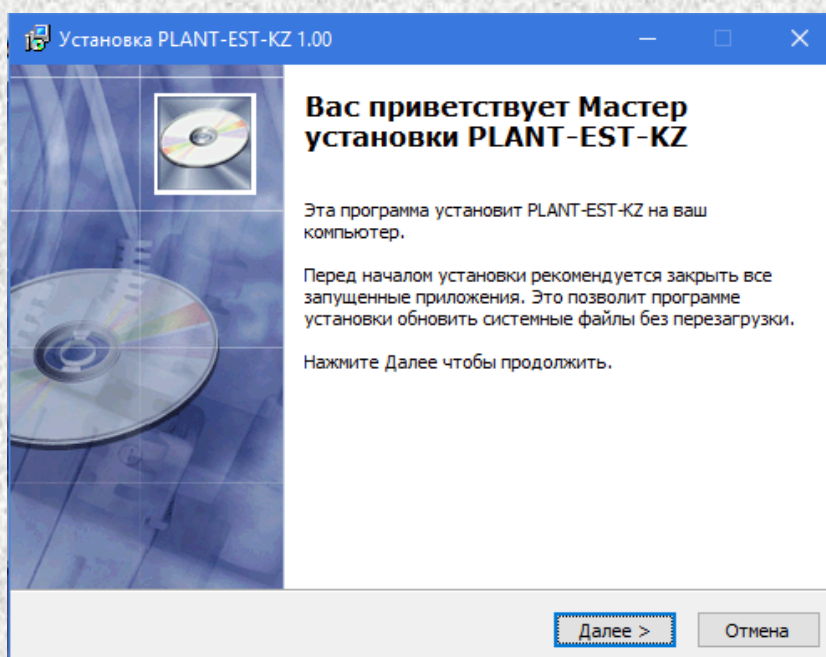 Установка PLANT-EST-KZ 1.00
Вас приветствует Мастер
установки PLANT-EST-KZ
Эта программа установит PLANT-EST-KZ на ваш
компьютер.
Перед началом установки рекомендуется закрыть все
запущенные приложения. Это позволит программе
установки обновить системные файлы без перезагрузки.
Нажмите Далее чтобы продолжить.
Далее >
Отмена